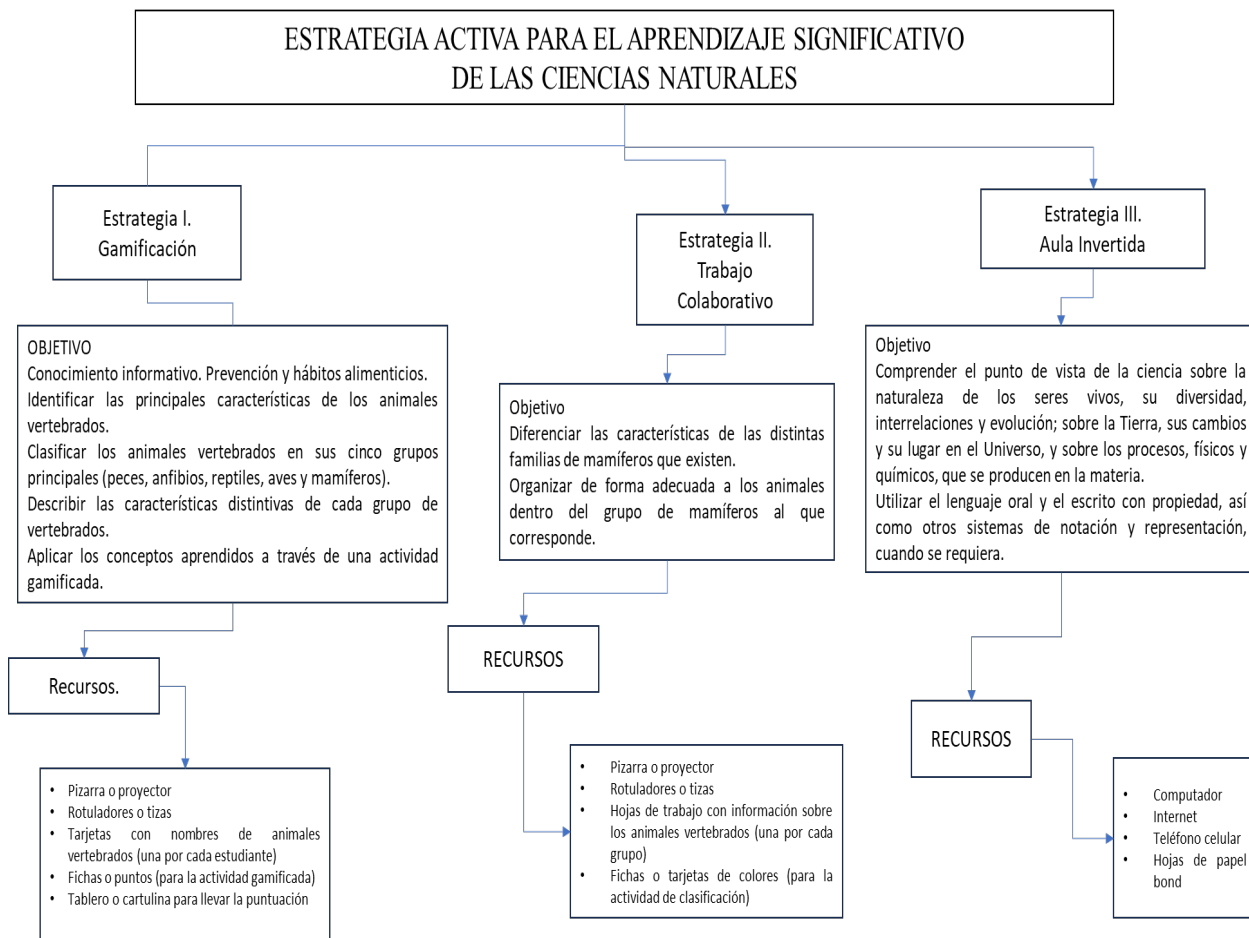 ESTRATEGIA ACTIVA PARA EL APRENDIZAJE SIGNIFICATIVO
DE LAS CIENCIAS NATURALES
Estrategia I.
Gamificación
OBJETIVO
Conocimiento informativo. Prevención y hábitos alimenticios.
Identificar las principales características de los animales
vertebrados.
Clasificar los animales vertebrados en sus cinco grupos
principales (peces, anfibios, reptiles, aves y mamíferos).
Describir las características distintivas de cada grupo de
vertebrados.
Aplicar los conceptos aprendidos a través de una actividad
gamificada.
Recursos.
• Pizarra o proyector
• Rotuladores o tizas
• Tarjetas con nombres de animales
vertebrados (una por cada estudiante)
• Fichas o puntos (para la actividad gamificada)
• Tablero o cartulina para llevar la puntuación
Estrategia II.
Trabajo
Colaborativo
Objetivo
Diferenciar las características de las distintas
familias de mamíferos que existen.
Organizar de forma adecuada a los animales
dentro del grupo de mamíferos al que
corresponde.
RECURSOS
• Pizarra o proyector
• Rotuladores o tizas
• Hojas de trabajo con información sobre
los animales vertebrados (una por cada
grupo)
• Fichas o tarjetas de colores (para la
actividad de clasificación)
Estrategia III.
Aula Invertida
Objetivo
Comprender el punto de vista de la ciencia sobre la
naturaleza de los seres vivos, su diversidad,
interrelaciones y evolución; sobre la Tierra, sus cambios
y su lugar en el Universo, y sobre los procesos, físicos y
químicos, que se producen en la materia.
Utilizar el lenguaje oral y el escrito con propiedad, así
como otros sistemas de notación y representación,
cuando se requiera.
RECURSOS
• Computador
• Internet
• Teléfono celular
• Hojas de papel
bond